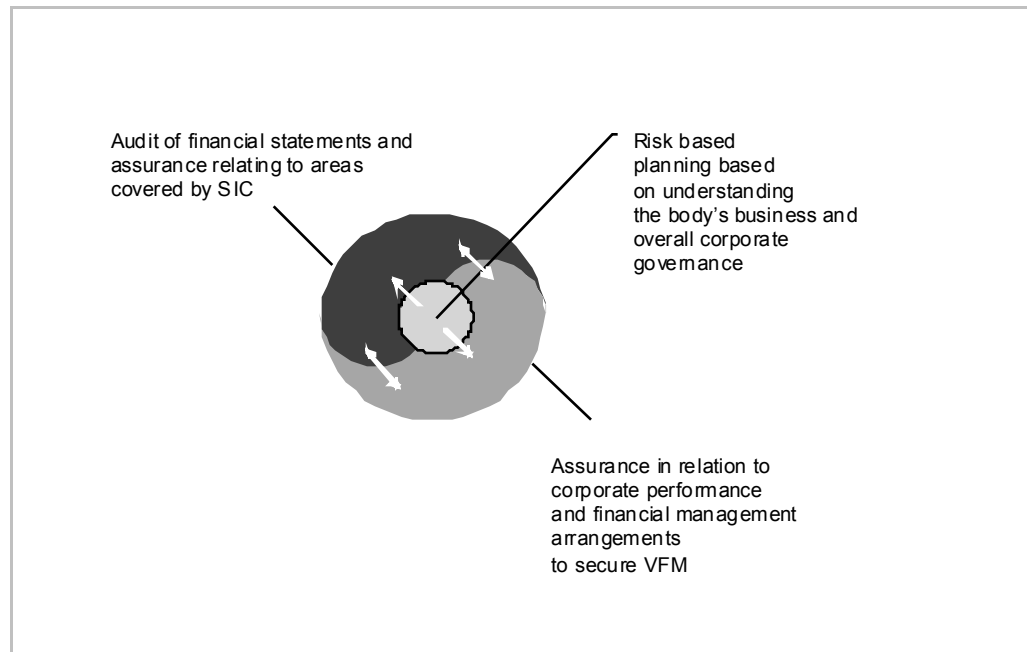 Audit of financial statements and
assurance relating to areas
covered by SIC
Risk based
planning based
on understanding
the body's business and
overall corporate
governance
Assurance in relation to
corporate performance
and financial management
arrangements
to secure VFM